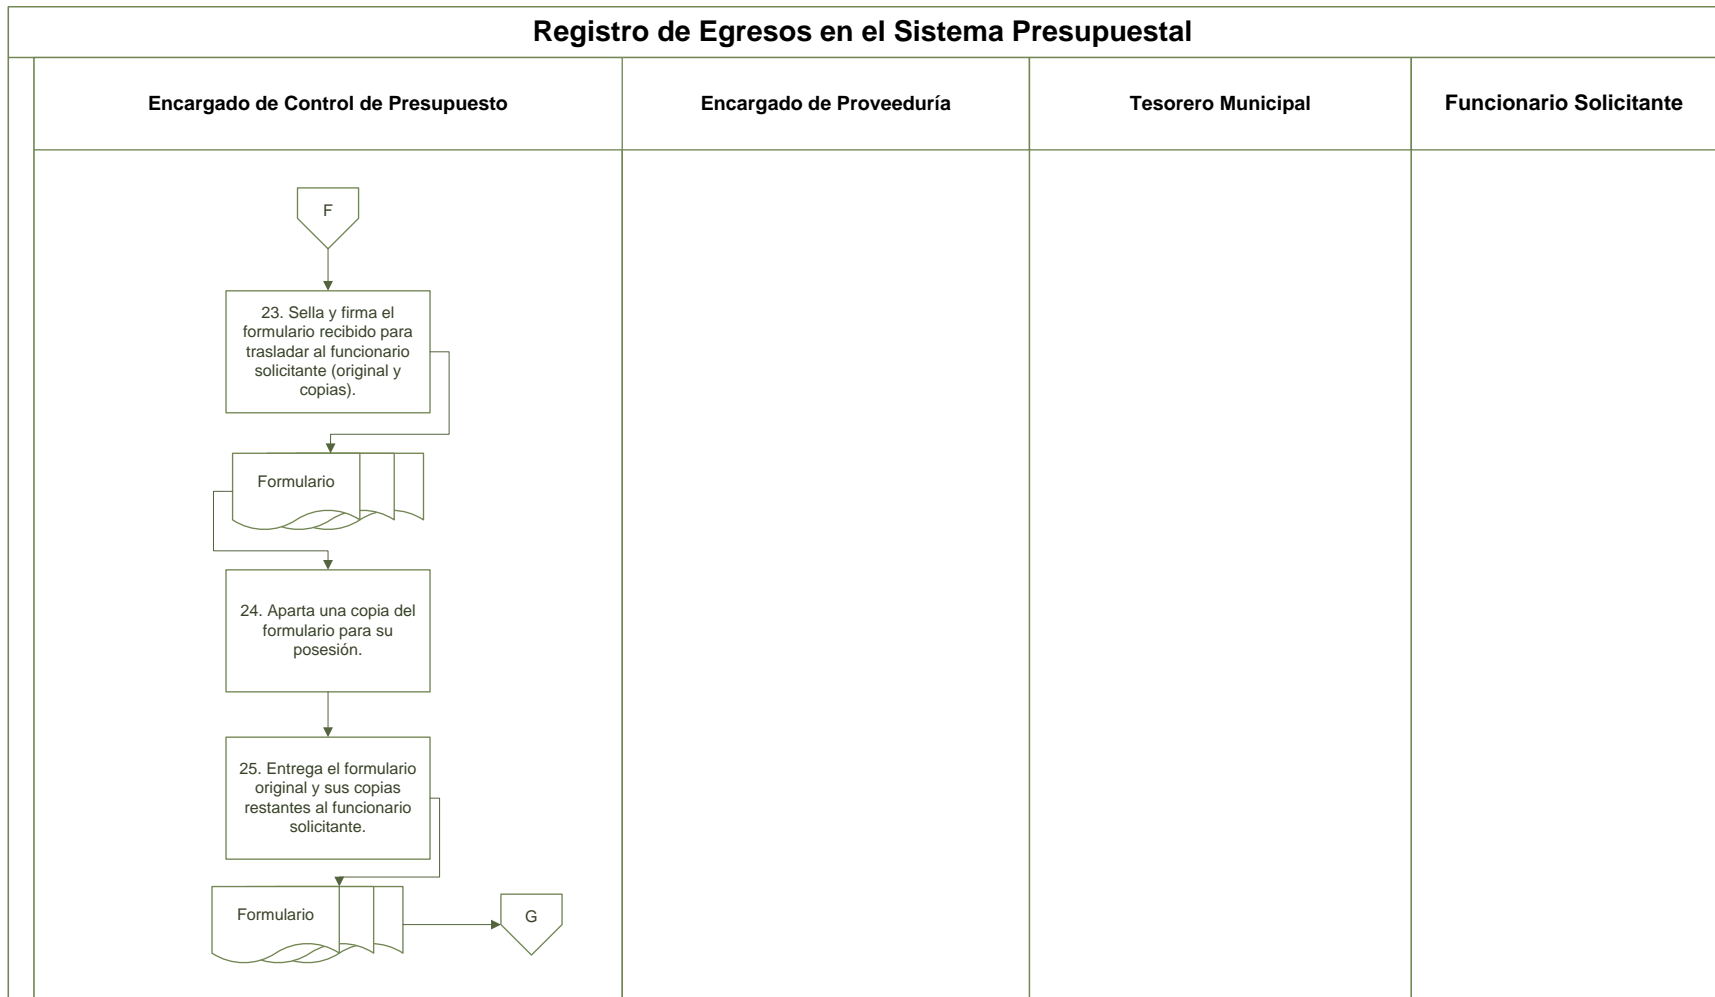 Registro de Egresos en el Sistema Presupuestal
Encargado de Control de Presupuesto
Encargado de Proveeduría
Tesorero Municipal
Funcionario Solicitante
F
23. Sella y firma el
formulario recibido para
trasladar al funcionario
solicitante (original y
copias).
Formulario
24. Aparta una copia del
formulario para su
posesión.
25. Entrega el formulario
original y sus copias
restantes al funcionario
solicitante.
Formulario
G